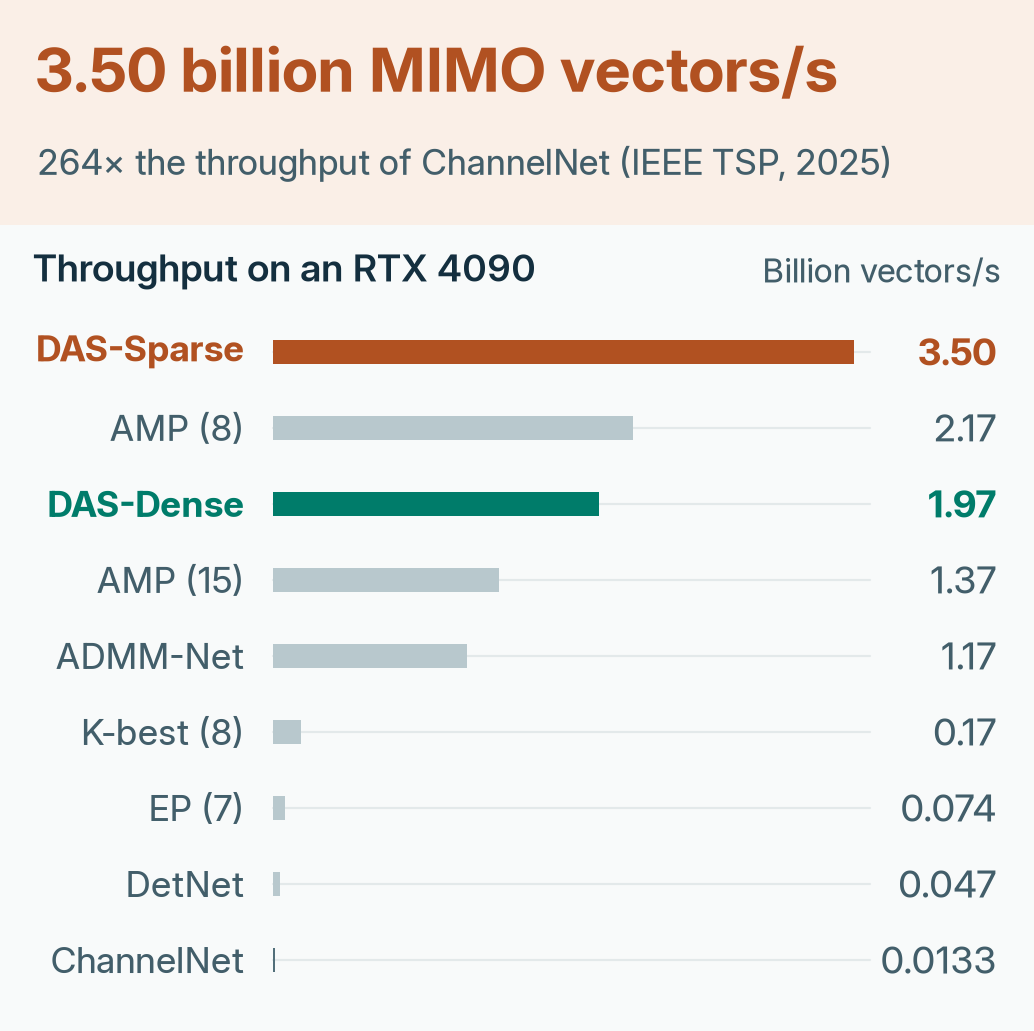 3.50 billion MIMO vectors/s
264× the throughput of ChannelNet (IEEE TSP, 2025)
Throughput on an RTX 4090 Billion vectors/s
DAS-Sparse 3.50
AMP (8) 2.17
DAS-Dense 1.97
AMP (15) 1.37
ADMM-Net 1.17
K-best (8) 0.17
EP (7) 0.074
DetNet 0.047
ChannelNet 0.0133